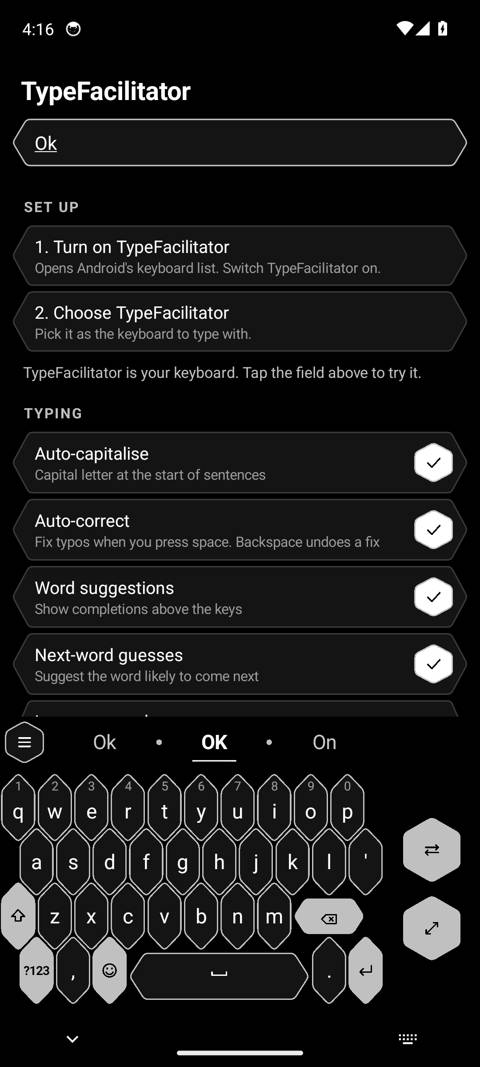 4:16
TypeFacilitator
Ok
SET UP
1. Turn on TypeFacilitator
Opens Android's keyboard list. Switch TypeFacilitator on.
2. Choose TypeFacilitator
Pick it as the keyboard to type with.
TypeFacilitator is your keyboard. Tap the field above to try it.
TYPING
Auto-capitalise
Capital letter at the start of sentences
Auto-correct
Fix typos when you press space. Backspace undoes a fix
Word suggestions
Show completions above the keys
Next-word guesses
Suggest the word likely to come next
Ok • OK • On
1 2 3 4 5 6 7 8 9 0
q w e r t y u i o p
a s d f g h j k l '
z x c v b n m
?123 , .